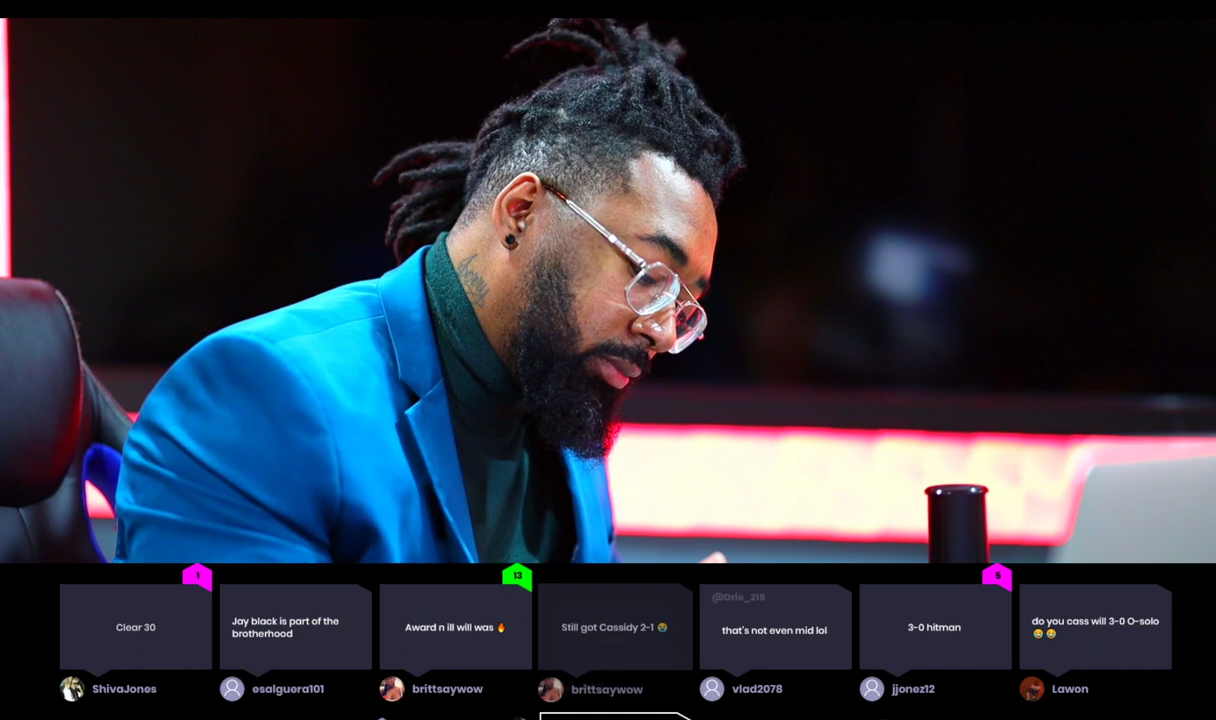 1
13
5
Clear 30
Jay black is part of the
brotherhood
Award n ill will was 🔥
Still got Cassidy 2-1 😭
@Drie_215
that's not even mid lol
3-0 hitman
do you cass will 3-0 O-solo
😂 😂
ShivaJones
esalguera101
brittsaywow
brittsaywow
vlad2078
jjonez12
Lawon